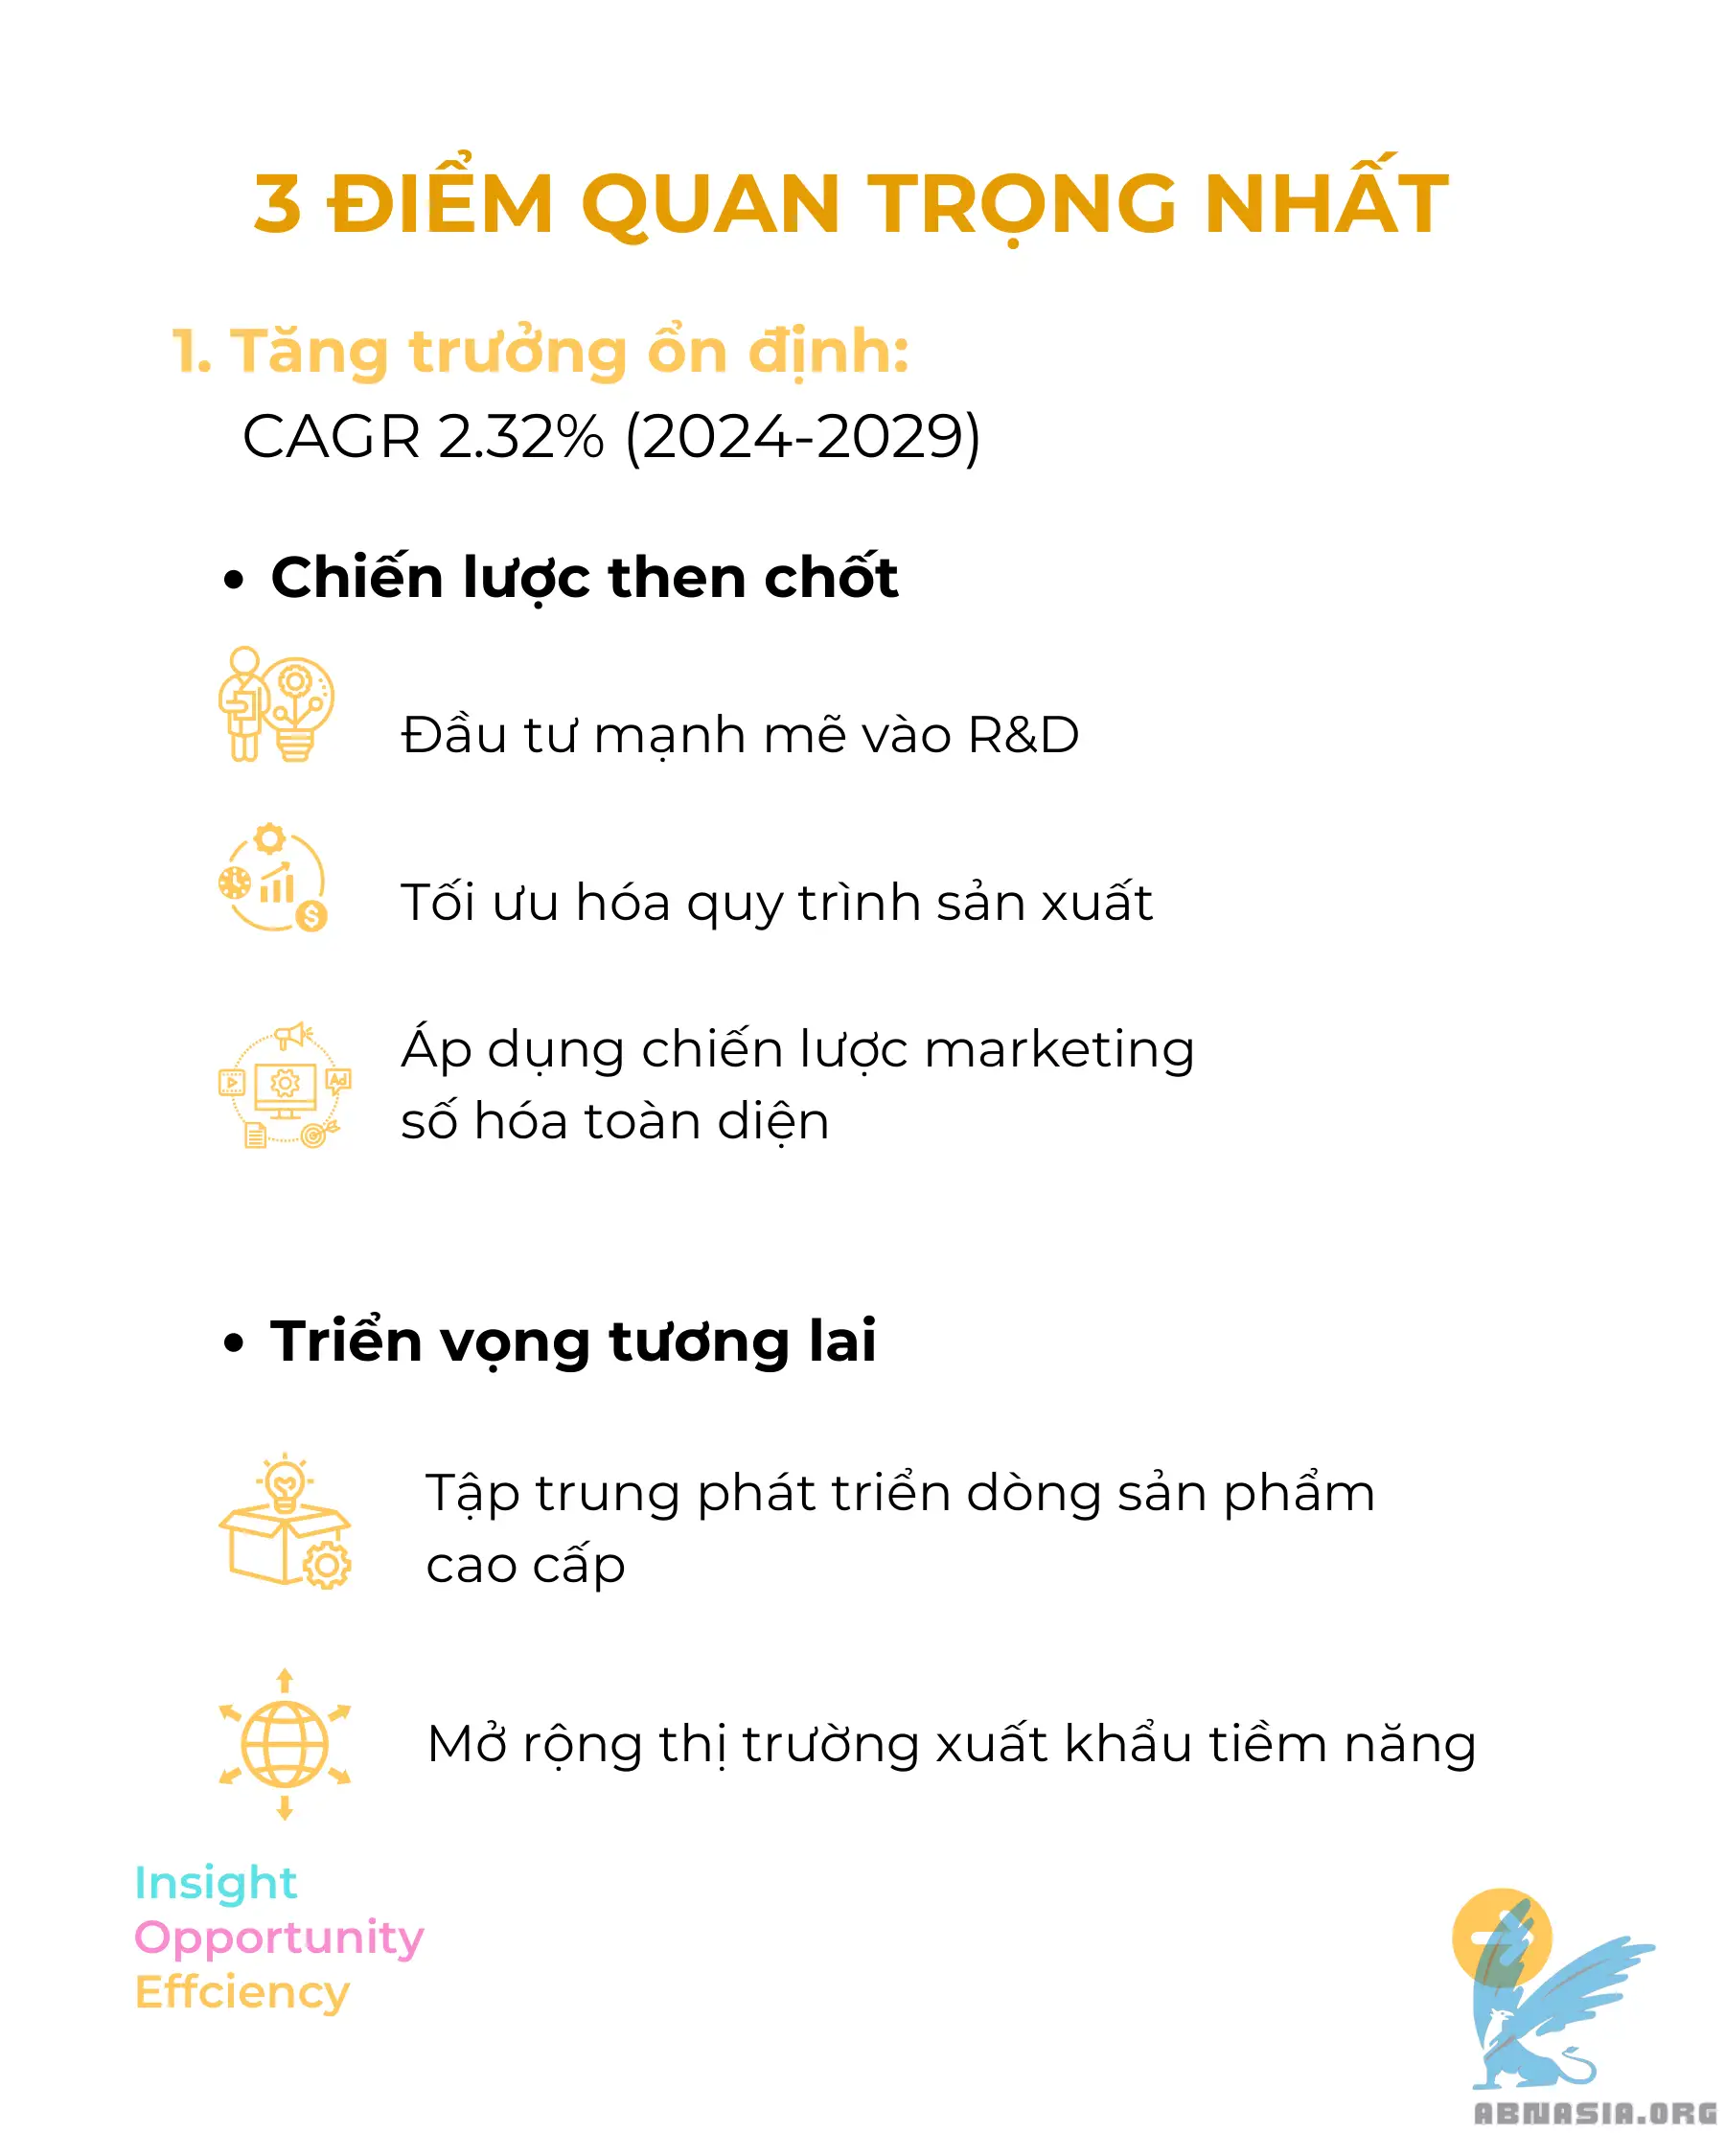 3 ĐIỂM QUAN TRỌNG NHẤT
1. Tăng trưởng ổn định:
CAGR 2.32% (2024-2029)
• Chiến lược then chốt
Đầu tư mạnh mẽ vào R&D
Tối ưu hóa quy trình sản xuất
Áp dụng chiến lược marketing
số hóa toàn diện
Ad
• Triển vọng tương lai
Tập trung phát triển dòng sản phẩm
cao cấp
Mở rộng thị trường xuất khẩu tiềm năng
Insight
Opportunity
Effciency
ABNASIA.ORG